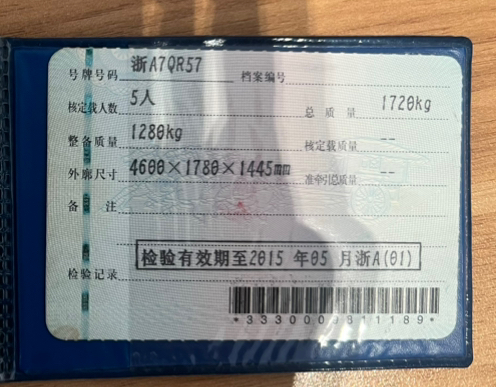 号牌号码 浙A7QR57 档案编号
核定载人数 5人 总质量 1720kg
整备质量 1280kg 核定载质量 --
外廓尺寸 4600×1780×1445mm 准牵引总质量 --
备注
检验记录 检验有效期至2015 年05 月浙A(01)
*3330009811189*